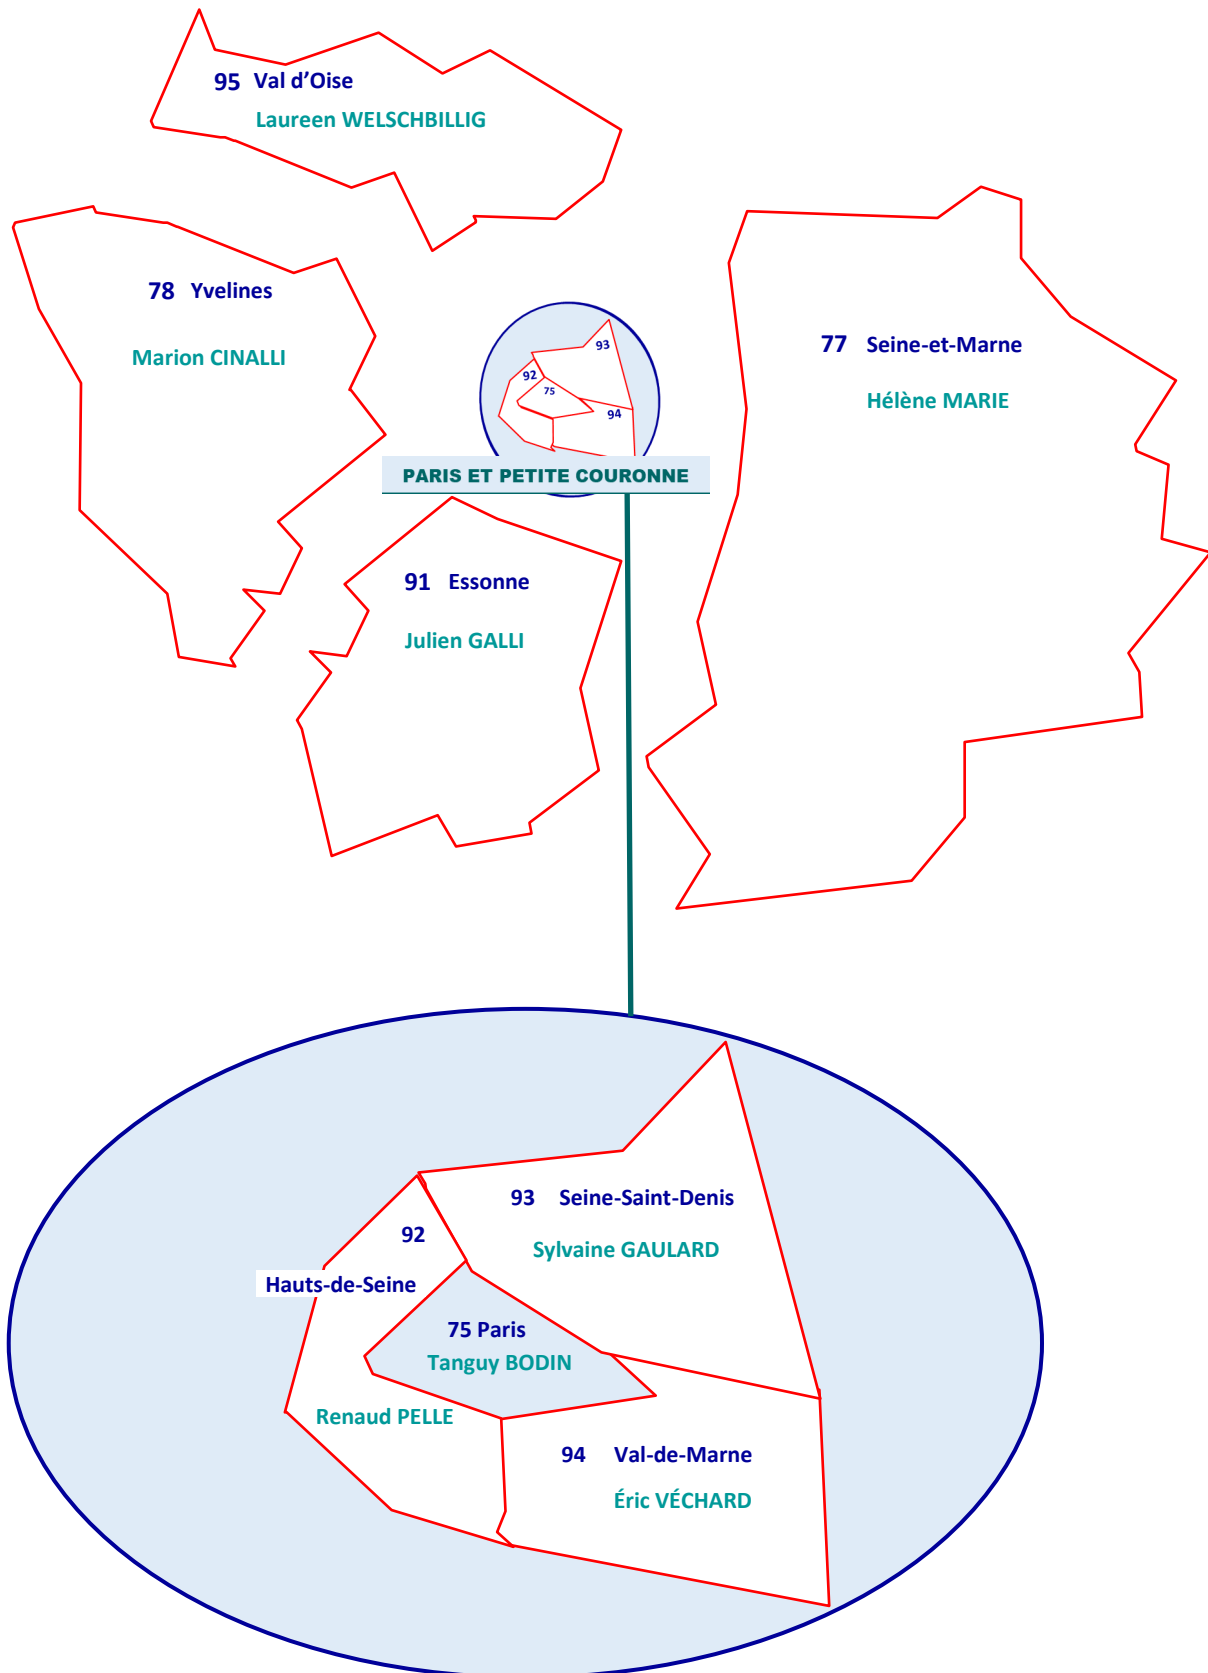 95 Val d’Oise
Laureen WELSCHBILLIG
78 Yvelines
Marion CINALLI
93
92
75
94
77 Seine-et-Marne
Hélène MARIE
PARIS ET PETITE COURONNE
91 Essonne
Julien GALLI
93 Seine-Saint-Denis
Sylvaine GAULARD
92
Hauts-de-Seine
75 Paris
Tanguy BODIN
Renaud PELLE
94 Val-de-Marne
Éric VÉCHARD